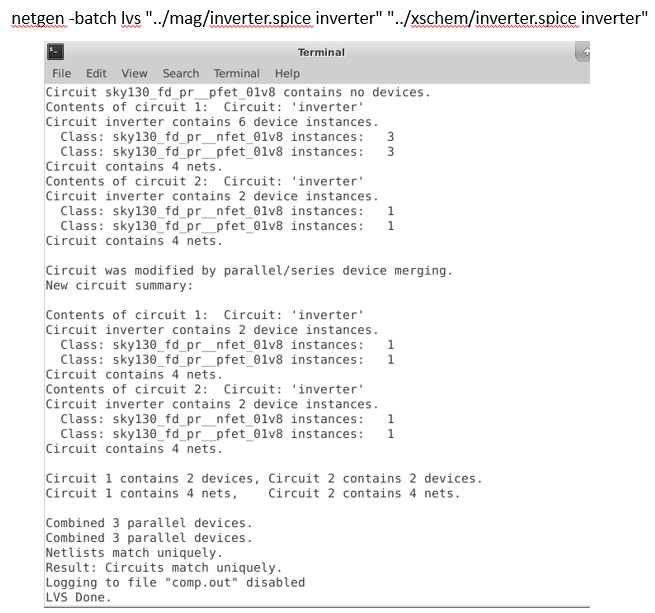 netgen -batch lvs "../mag/inverter.spice inverter" "../xschem/inverter.spice inverter"
Terminal
File Edit View Search Terminal Help
Circuit sky130_fd_pr__pfet_01v8 contains no devices.
Contents of circuit 1:  Circuit: 'inverter'
Circuit inverter contains 6 device instances.
  Class: sky130_fd_pr__nfet_01v8 instances:   3
  Class: sky130_fd_pr__pfet_01v8 instances:   3
Circuit contains 4 nets.
Contents of circuit 2:  Circuit: 'inverter'
Circuit inverter contains 2 device instances.
  Class: sky130_fd_pr__nfet_01v8 instances:   1
  Class: sky130_fd_pr__pfet_01v8 instances:   1
Circuit contains 4 nets.

Circuit was modified by parallel/series device merging.
New circuit summary:

Contents of circuit 1:  Circuit: 'inverter'
Circuit inverter contains 2 device instances.
  Class: sky130_fd_pr__nfet_01v8 instances:   1
  Class: sky130_fd_pr__pfet_01v8 instances:   1
Circuit contains 4 nets.
Contents of circuit 2:  Circuit: 'inverter'
Circuit inverter contains 2 device instances.
  Class: sky130_fd_pr__nfet_01v8 instances:   1
  Class: sky130_fd_pr__pfet_01v8 instances:   1
Circuit contains 4 nets.

Circuit 1 contains 2 devices, Circuit 2 contains 2 devices.
Circuit 1 contains 4 nets,    Circuit 2 contains 4 nets.

Combined 3 parallel devices.
Combined 3 parallel devices.
Netlists match uniquely.
Result: Circuits match uniquely.
Logging to file "comp.out" disabled
LVS Done.